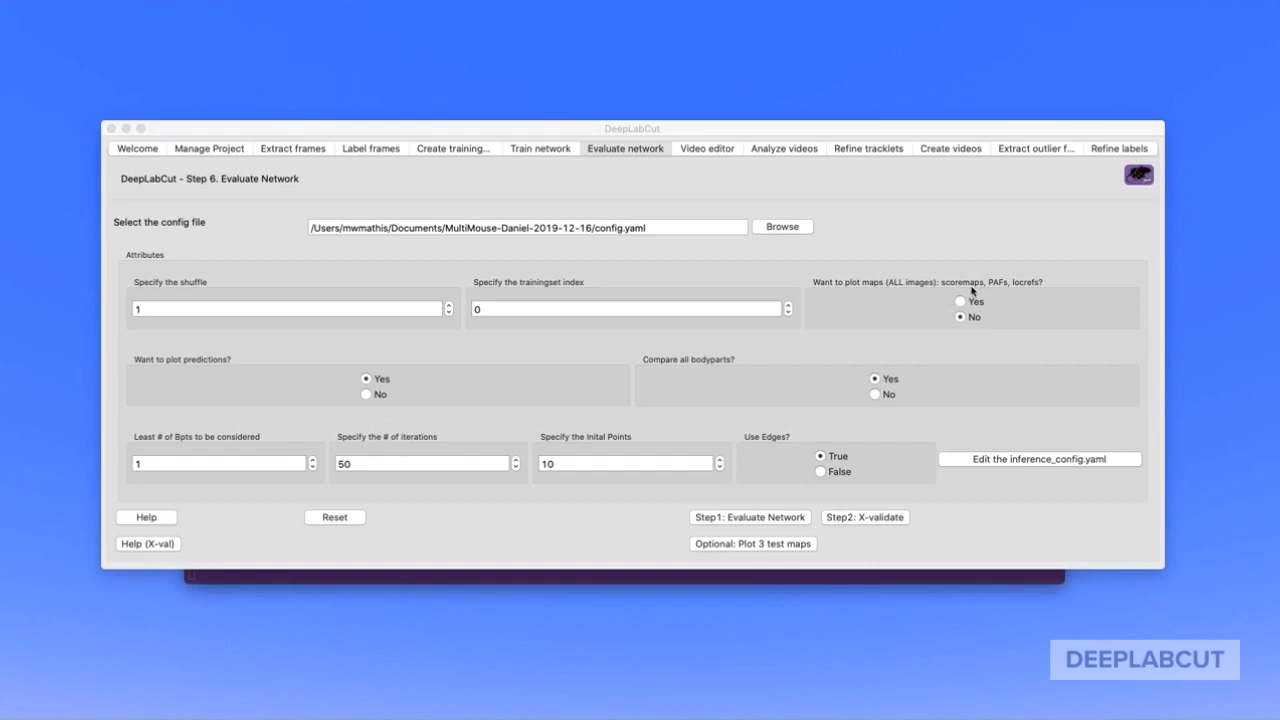 DeepLabCut
Welcome Manage Project Extract frames Label frames Create training... Train network Evaluate network Video editor Analyze videos Refine tracklets Create videos Extract outlier f... Refine labels
DeepLabCut - Step 6. Evaluate Network
Select the config file /Users/mwmathis/Documents/MultiMouse-Daniel-2019-12-16/config.yaml Browse
Attributes
Specify the shuffle Specify the trainingset index Want to plot maps (ALL images): scoremaps, PAFs, locrefs?
1 0 Yes
No
Want to plot predictions? Compare all bodyparts?
Yes Yes
No No
Least # of Bpts to be considered Specify the # of iterations Specify the Inital Points Use Edges?
1 50 10 True Edit the inference_config.yaml
False
Help Reset Step1: Evaluate Network Step2: X-validate
Help (X-val) Optional: Plot 3 test maps
DEEPLABCUT